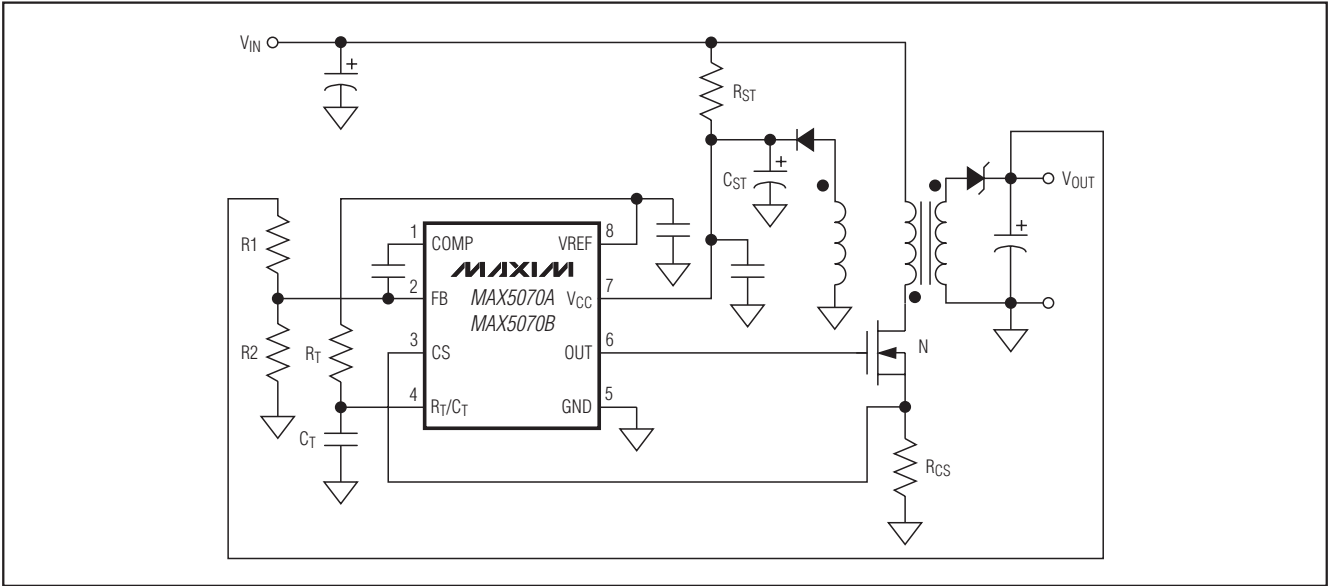 VIN
+
RST
CST
+
VOUT
+
R1
R2
RT
CT
1
COMP
2
FB
3
CS
4
RT/CT
MAXIM
MAX5070A
MAX5070B
VREF
8
VCC
7
OUT
6
GND
5
N
RCS